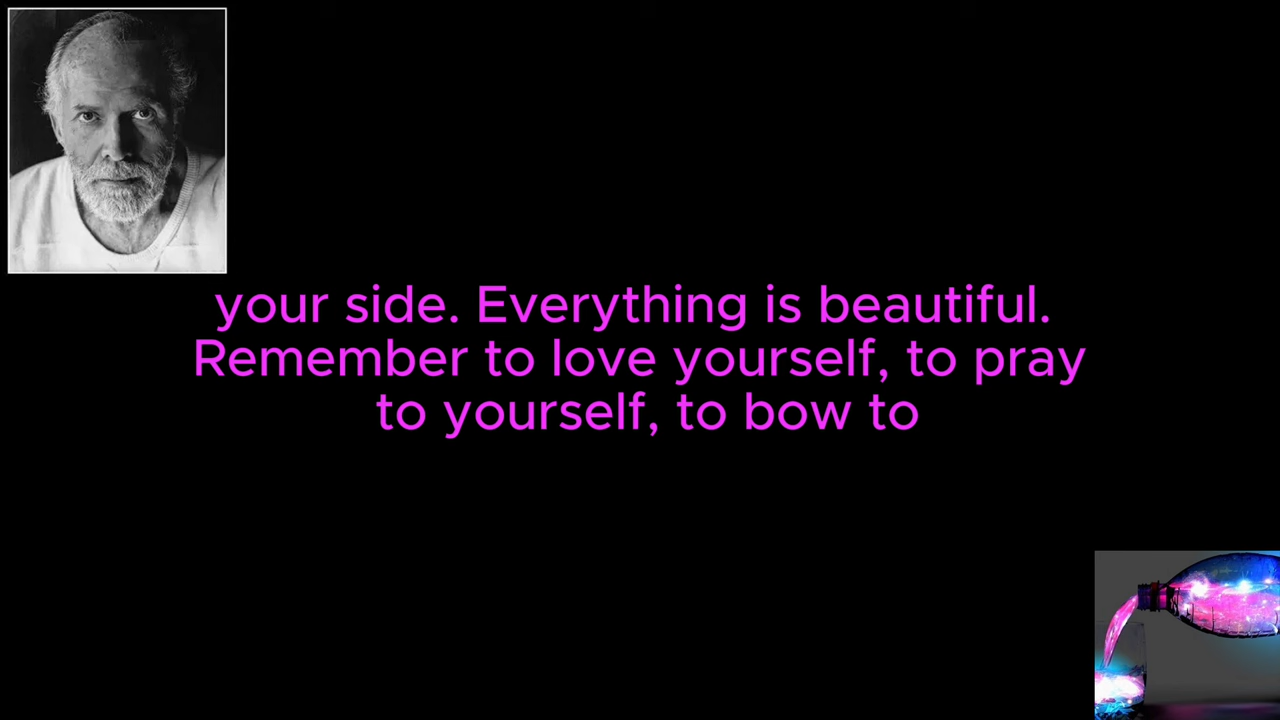 your side. Everything is beautiful.
Remember to love yourself, to pray
to yourself, to bow to